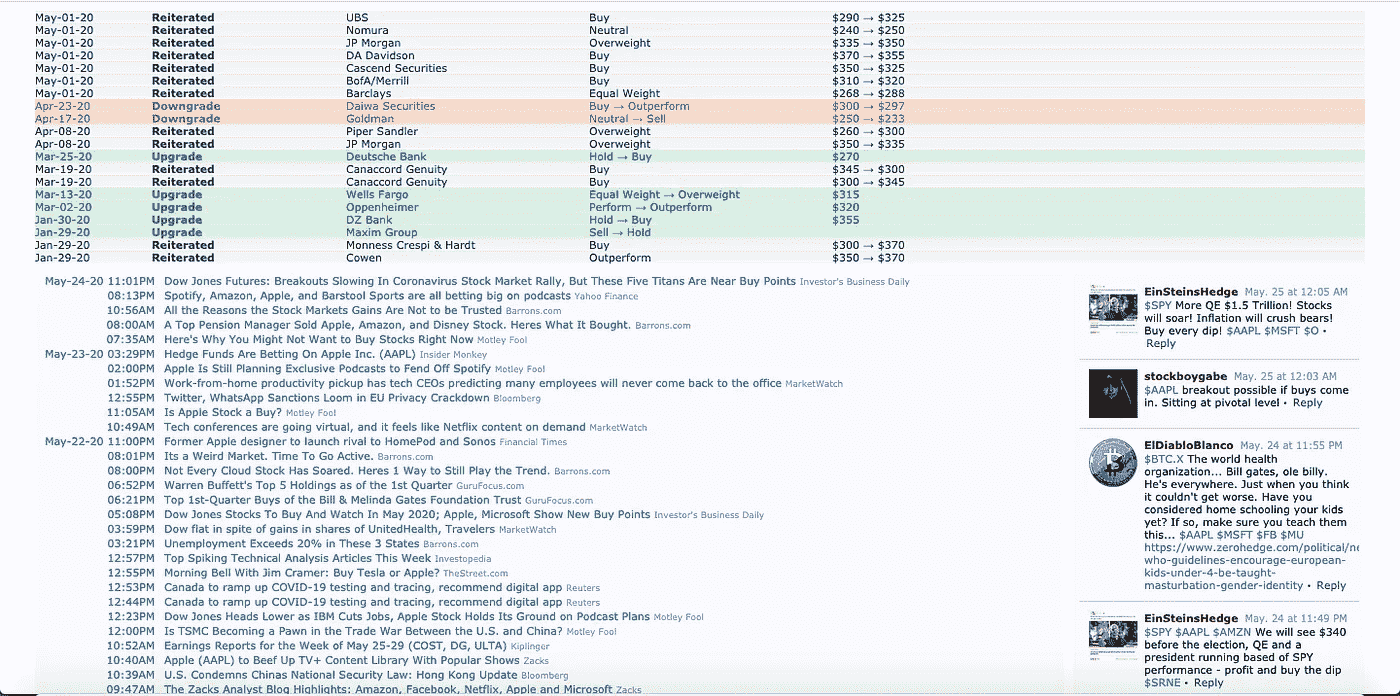 May-01-20 Reiterated UBS Buy $290 → $325
May-01-20 Reiterated Nomura Neutral $240 → $250
May-01-20 Reiterated JP Morgan Overweight $335 → $350
May-01-20 Reiterated DA Davidson Buy $370 → $355
May-01-20 Reiterated Cascend Securities Buy $350 → $325
May-01-20 Reiterated BofA/Merrill Buy $310 → $320
May-01-20 Reiterated Barclays Equal Weight $268 → $288
Apr-23-20 Downgrade Daiwa Securities Buy → Outperform $300 → $297
Apr-17-20 Downgrade Goldman Neutral → Sell $250 → $233
Apr-08-20 Reiterated Piper Sandler Overweight $260 → $300
Apr-08-20 Reiterated JP Morgan Overweight $350 → $335
Mar-25-20 Upgrade Deutsche Bank Hold → Buy $270
Mar-19-20 Reiterated Canaccord Genuity Buy $345 → $300
Mar-19-20 Reiterated Canaccord Genuity Buy $300 → $345
Mar-13-20 Upgrade Wells Fargo Equal Weight → Overweight $315
Mar-02-20 Upgrade Oppenheimer Perform → Outperform $320
Jan-30-20 Upgrade DZ Bank Hold → Buy $355
Jan-29-20 Upgrade Maxim Group Sell → Hold
Jan-29-20 Reiterated Monness Crespi & Hardt Buy $300 → $370
Jan-29-20 Reiterated Cowen Outperform $350 → $370
May-24-20 11:01PM Dow Jones Futures: Breakouts Slowing In Coronavirus Stock Market Rally, But These Five Titans Are Near Buy Points Investor's Business Daily
08:13PM Spotify, Amazon, Apple, and Barstool Sports are all betting big on podcasts Yahoo Finance
10:56AM All the Reasons the Stock Markets Gains Are Not to be Trusted Barrons.com
08:00AM A Top Pension Manager Sold Apple, Amazon, and Disney Stock. Heres What It Bought. Barrons.com
07:35AM Here's Why You Might Not Want to Buy Stocks Right Now Motley Fool
May-23-20 03:29PM Hedge Funds Are Betting On Apple Inc. (AAPL) Insider Monkey
02:00PM Apple Is Still Planning Exclusive Podcasts to Fend Off Spotify Motley Fool
01:52PM Work-from-home productivity pickup has tech CEOs predicting many employees will never come back to the office MarketWatch
12:55PM Twitter, WhatsApp Sanctions Loom in EU Privacy Crackdown Bloomberg
11:05AM Is Apple Stock a Buy? Motley Fool
10:49AM Tech conferences are going virtual, and it feels like Netflix content on demand MarketWatch
May-22-20 11:00PM Former Apple designer to launch rival to HomePod and Sonos Financial Times
08:01PM Its a Weird Market. Time To Go Active. Barrons.com
08:00PM Not Every Cloud Stock Has Soared. Heres 1 Way to Still Play the Trend. Barrons.com
06:52PM Warren Buffett's Top 5 Holdings as of the 1st Quarter GuruFocus.com
06:21PM Top 1st-Quarter Buys of the Bill & Melinda Gates Foundation Trust GuruFocus.com
05:08PM Dow Jones Stocks To Buy And Watch In May 2020; Apple, Microsoft Show New Buy Points Investor's Business Daily
03:59PM Dow flat in spite of gains in shares of UnitedHealth, Travelers MarketWatch
03:21PM Unemployment Exceeds 20% in These 3 States Barrons.com
12:57PM Top Spiking Technical Analysis Articles This Week Investopedia
12:55PM Morning Bell With Jim Cramer: Buy Tesla or Apple? TheStreet.com
12:53PM Canada to ramp up COVID-19 testing and tracing, recommend digital app Reuters
12:44PM Canada to ramp up COVID-19 testing and tracing, recommend digital app Reuters
12:23PM Dow Jones Heads Lower as IBM Cuts Jobs, Apple Stock Holds Its Ground on Podcast Plans Motley Fool
12:00PM Is TSMC Becoming a Pawn in the Trade War Between the U.S. and China? Motley Fool
10:52AM Earnings Reports for the Week of May 25-29 (COST, DG, ULTA) Kiplinger
10:40AM Apple (AAPL) to Beef Up TV+ Content Library With Popular Shows Zacks
10:39AM U.S. Condemns Chinas National Security Law: Hong Kong Update Bloomberg
09:47AM The Zacks Analyst Blog Highlights: Amazon, Facebook, Netflix, Apple and Microsoft Zacks
EinSteinsHedge May. 25 at 12:05 AM
$SPY More QE $1.5 Trillion! Stocks
will soar! Inflation will crush bears!
Buy every dip! $AAPL $MSFT $O •
Reply
stockboygabe May. 25 at 12:03 AM
$AAPL breakout possible if buys come
in. Sitting at pivotal level • Reply
ElDiabloBlanco May. 24 at 11:55 PM
$BTC.X The world health
organization... Bill gates, ole billy.
He's everywhere. Just when you think
it couldn't get worse. Have you
considered home schooling your kids
yet? If so, make sure you teach them
this... $AAPL $MSFT $FB $MU
https://www.zerohedge.com/political/ne
who-guidelines-encourage-european-
kids-under-4-be-taught-
masturbation-gender-identity • Reply
EinSteinsHedge May. 24 at 11:49 PM
$SPY $AAPL $AMZN We will see $340
before the election, QE and a
president running based of SPY
performance - profit and buy the dip
$SRNE • Reply